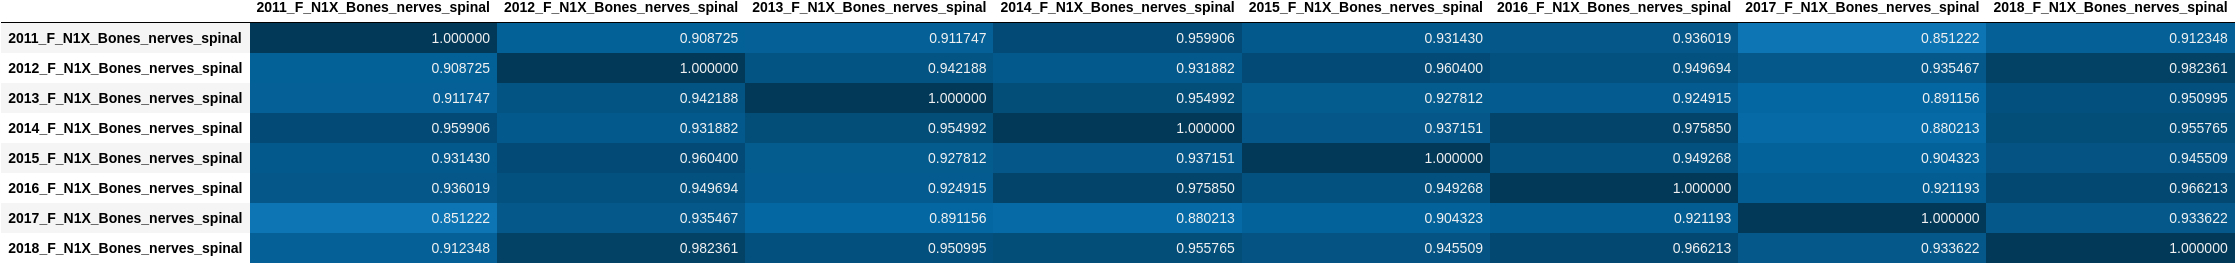 2011_F_N1X_Bones_nerves_spinal 2012_F_N1X_Bones_nerves_spinal 2013_F_N1X_Bones_nerves_spinal 2014_F_N1X_Bones_nerves_spinal 2015_F_N1X_Bones_nerves_spinal 2016_F_N1X_Bones_nerves_spinal 2017_F_N1X_Bones_nerves_spinal 2018_F_N1X_Bones_nerves_spinal
2011_F_N1X_Bones_nerves_spinal 1.000000 0.908725 0.911747 0.959906 0.931430 0.936019 0.851222 0.912348
2012_F_N1X_Bones_nerves_spinal 0.908725 1.000000 0.942188 0.931882 0.960400 0.949694 0.935467 0.982361
2013_F_N1X_Bones_nerves_spinal 0.911747 0.942188 1.000000 0.954992 0.927812 0.924915 0.891156 0.950995
2014_F_N1X_Bones_nerves_spinal 0.959906 0.931882 0.954992 1.000000 0.937151 0.975850 0.880213 0.955765
2015_F_N1X_Bones_nerves_spinal 0.931430 0.960400 0.927812 0.937151 1.000000 0.949268 0.904323 0.945509
2016_F_N1X_Bones_nerves_spinal 0.936019 0.949694 0.924915 0.975850 0.949268 1.000000 0.921193 0.966213
2017_F_N1X_Bones_nerves_spinal 0.851222 0.935467 0.891156 0.880213 0.904323 0.921193 1.000000 0.933622
2018_F_N1X_Bones_nerves_spinal 0.912348 0.982361 0.950995 0.955765 0.945509 0.966213 0.933622 1.000000